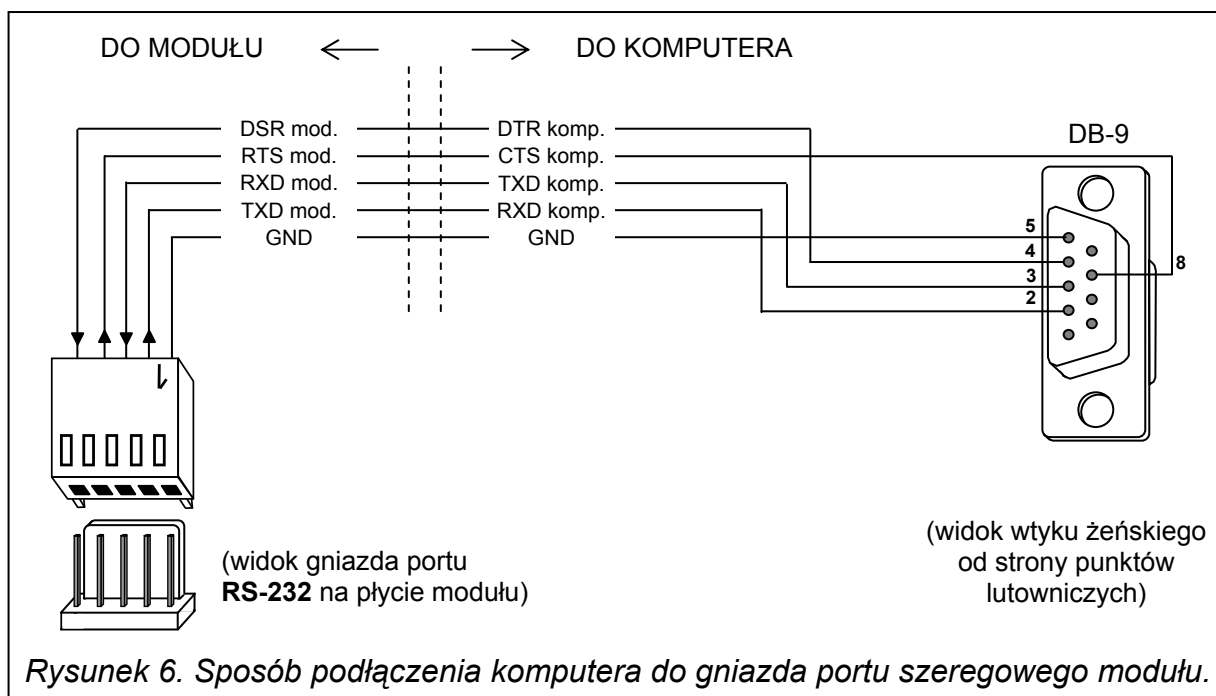 DO MODUŁU
DO KOMPUTERA
DSR mod. DTR komp.
RTS mod. CTS komp.
RXD mod. TXD komp.
TXD mod. RXD komp.
GND GND
DB-9
5
4
3
2
8
(widok gniazda portu
RS-232 na płycie modułu)
(widok wtyku żeńskiego
od strony punktów
lutowniczych)
Rysunek 6. Sposób podłączenia komputera do gniazda portu szeregowego modułu.